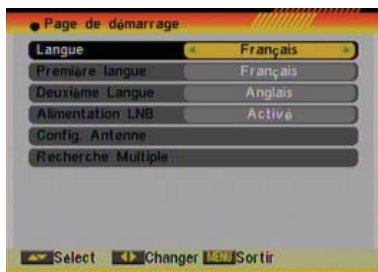 Page de démarrage
Langue Français
Première langue Français
Deuxième Langue Anglais
Alimentation LNB Activé
Config. Antenne
Recherche Multiple
Select Changer MENU Sortir